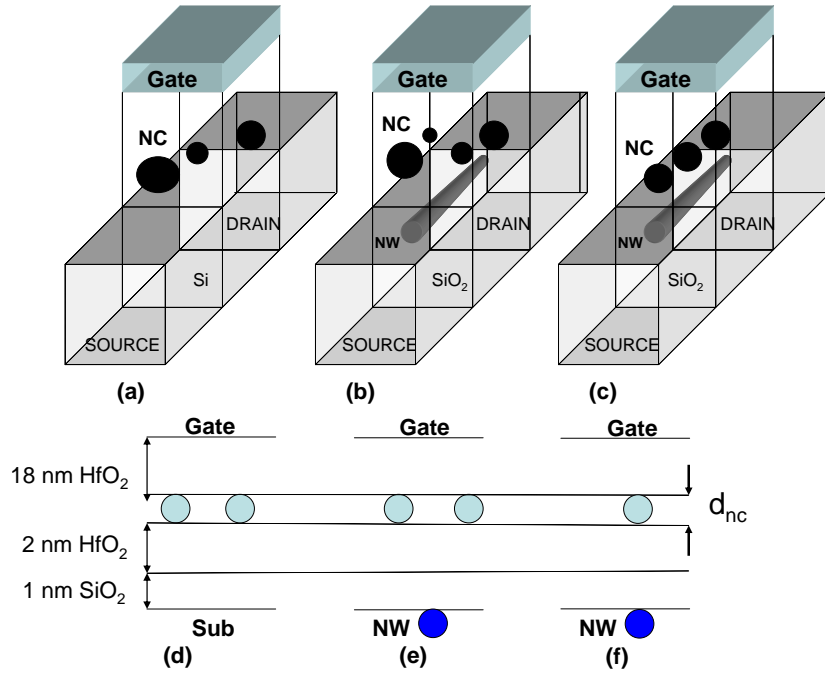 Gate
Gate
Gate
NC
NC
NC
DRAIN
DRAIN
DRAIN
NW
NW
Si
SiO₂
SiO₂
SOURCE
SOURCE
SOURCE
(a)
(b)
(c)
Gate
Gate
Gate
18 nm HfO₂
d_nc
2 nm HfO₂
1 nm SiO₂
Sub
NW
NW
(d)
(e)
(f)